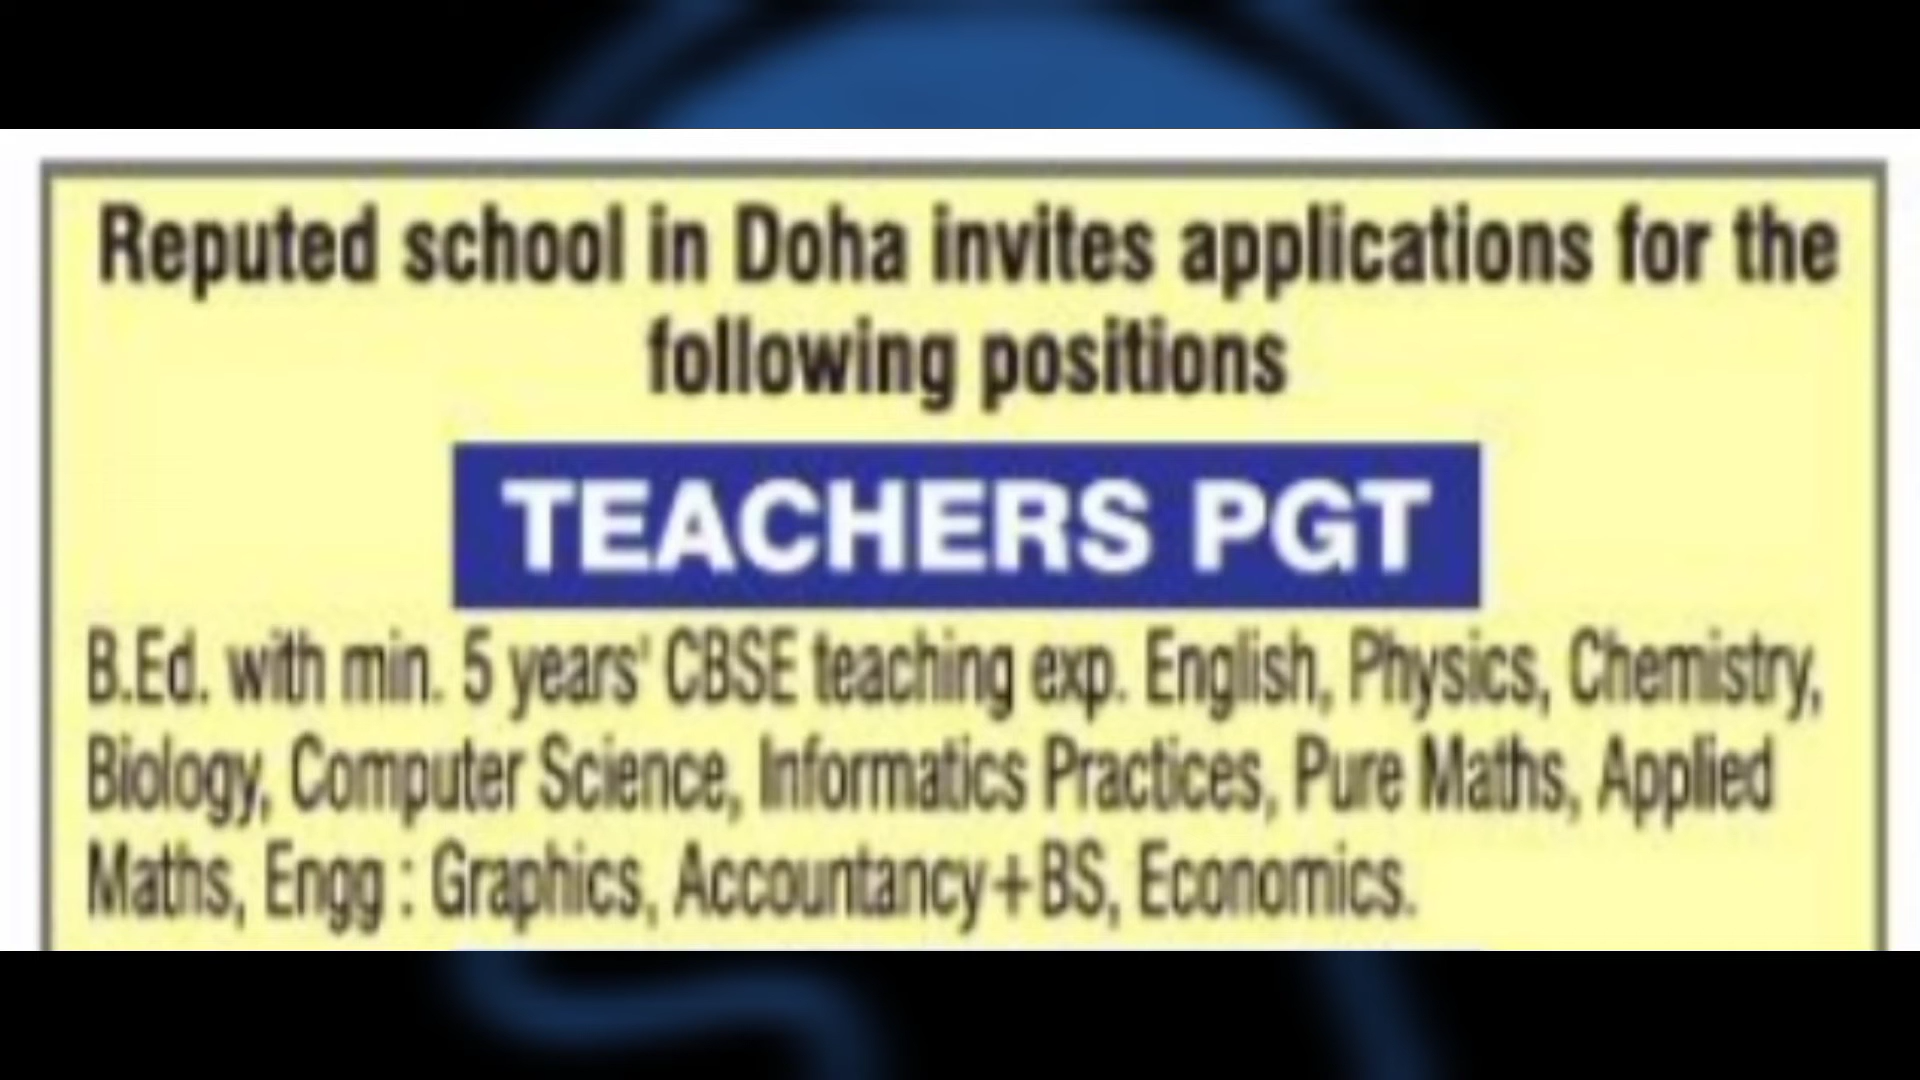 Reputed school in Doha invites applications for the
following positions
TEACHERS PGT
B.Ed. with min. 5 years' CBSE teaching exp. English, Physics, Chemistry,
Biology, Computer Science, Informatics Practices, Pure Maths, Applied
Maths, Engg : Graphics, Accountancy+BS, Economics.